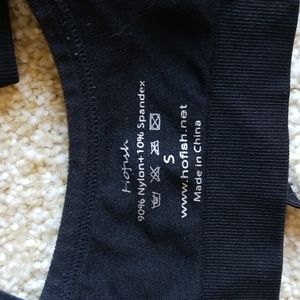 Hofish
90% Nylon+10% Spandex
S
www.hofish.net
Made in China